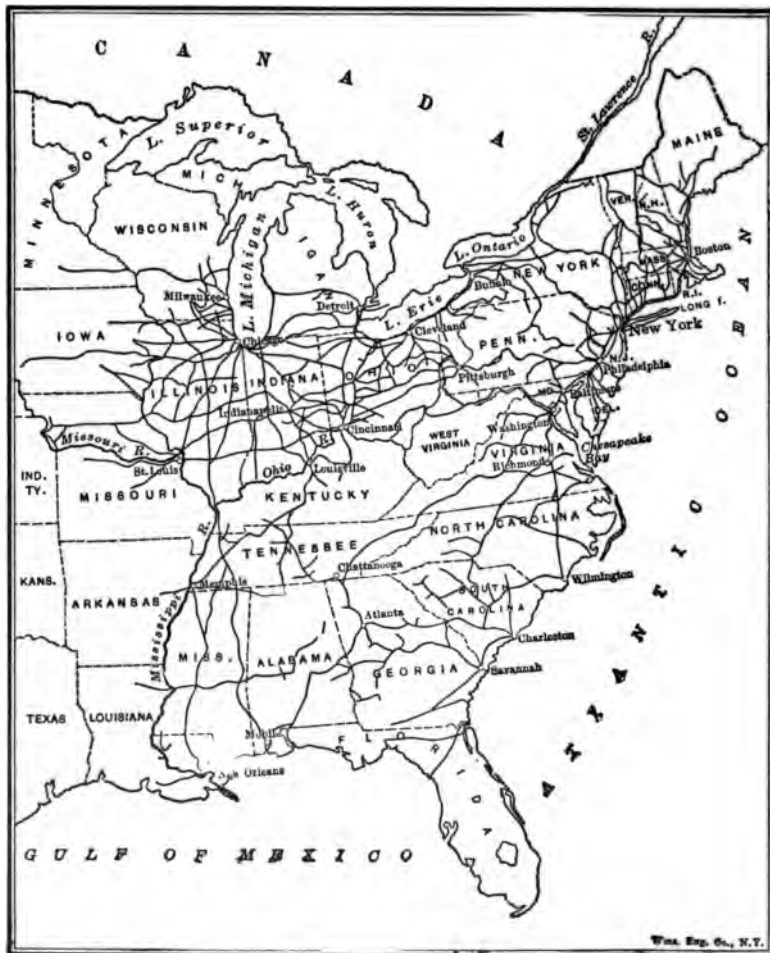 CANADA
St. Lawrence R.
MAINE
MINNESOTA
L. Superior
MICHIGAN
L. Huron
VER.
N.H.
WISCONSIN
L. Michigan
L. Ontario
NEW YORK
MASS.
Boston
CONN.
R.I.
LONG I.
Milwaukee
Detroit
L. Erie
Buffalo
IOWA
Chicago
Cleveland
PENN.
New York
N.J.
Philadelphia
ILLINOIS
INDIANA
OHIO
Pittsburgh
MD.
Baltimore
DEL.
Indianapolis
Cincinnati
WEST VIRGINIA
Washington
VIRGINIA
Chesapeake Bay
Richmond
Missouri R.
St. Louis
Ohio R.
Louisville
IND. TY.
MISSOURI
KENTUCKY
NORTH CAROLINA
TENNESSEE
Chattanooga
Wilmington
KANS.
ARKANSAS
Memphis
Mississippi R.
SOUTH CAROLINA
Atlanta
Charleston
MISS.
ALABAMA
GEORGIA
Savannah
TEXAS
LOUISIANA
Mobile
FLORIDA
New Orleans
GULF OF MEXICO
ATLANTIC OCEAN
Wms. Eng. Co., N.Y.